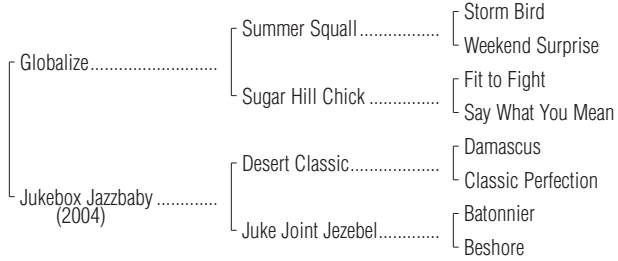 Storm Bird
Summer Squall..................
Weekend Surprise
Globalize............................
Fit to Fight
Sugar Hill Chick ................
Say What You Mean
Damascus
Desert Classic....................
Classic Perfection
Jukebox Jazzbaby .............
(2004)
Batonnier
Juke Joint Jezebel..............
Beshore